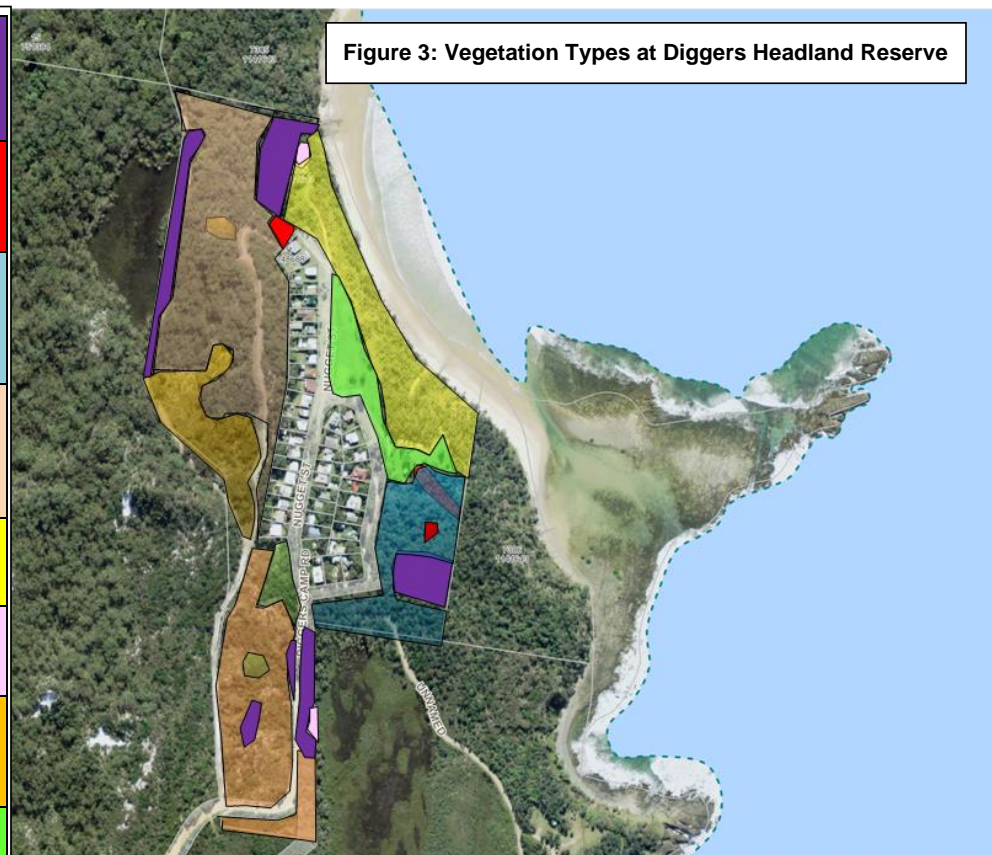 Figure 3: Vegetation Types at Diggers Headland Reserve
NUGGET ST
NUGGET ST
DIGGERS CAMP RD
UNNAMED